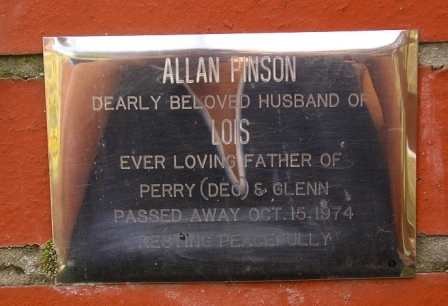 ALLAN PINSON
DEARLY BELOVED HUSBAND OF
LOIS
EVER LOVING FATHER OF
PERRY (DEC) & GLENN
PASSED AWAY OCT. 15. 1974
RESTING PEACEFULLY